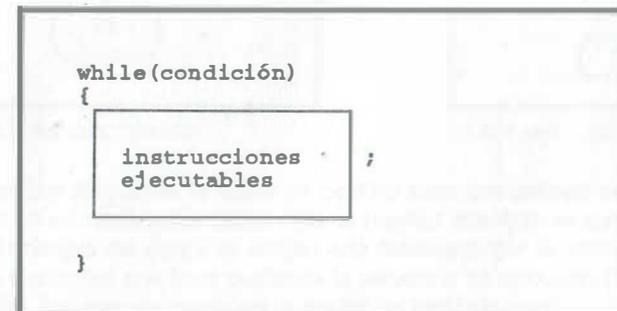 while(condición)
{
instrucciones ;
ejecutables
}